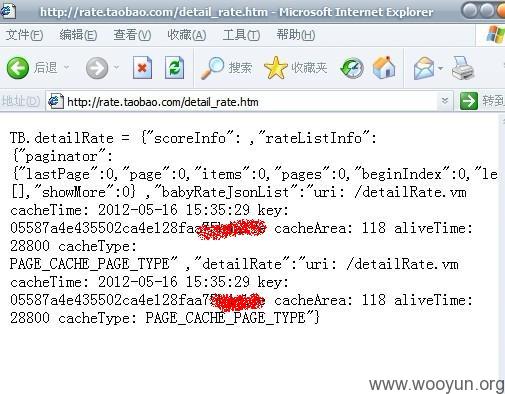 http://rate.taobao.com/detail_rate.htm - Microsoft Internet Explorer
文件(F) 编辑(E) 查看(V) 收藏(A) 工具(T) 帮助(H)
后退 搜索 收藏夹
地址(D) http://rate.taobao.com/detail_rate.htm 转到
TB.detailRate = {"scoreInfo": ,"rateListInfo":
{"paginator":
{"lastPage":0,"page":0,"items":0,"pages":0,"beginIndex":0,"le
[],"showMore":0} ,"babyRateJsonList":"uri: /detailRate.vm
cacheTime: 2012-05-16 15:35:29 key:
05587a4e435502ca4e128faa cacheArea: 118 aliveTime:
28800 cacheType:
PAGE_CACHE_PAGE_TYPE" ,"detailRate":"uri: /detailRate.vm
cacheTime: 2012-05-16 15:35:29 key:
05587a4e435502ca4e128faa7 cacheArea: 118 aliveTime:
28800 cacheType: PAGE_CACHE_PAGE_TYPE"}
www.wooyun.org